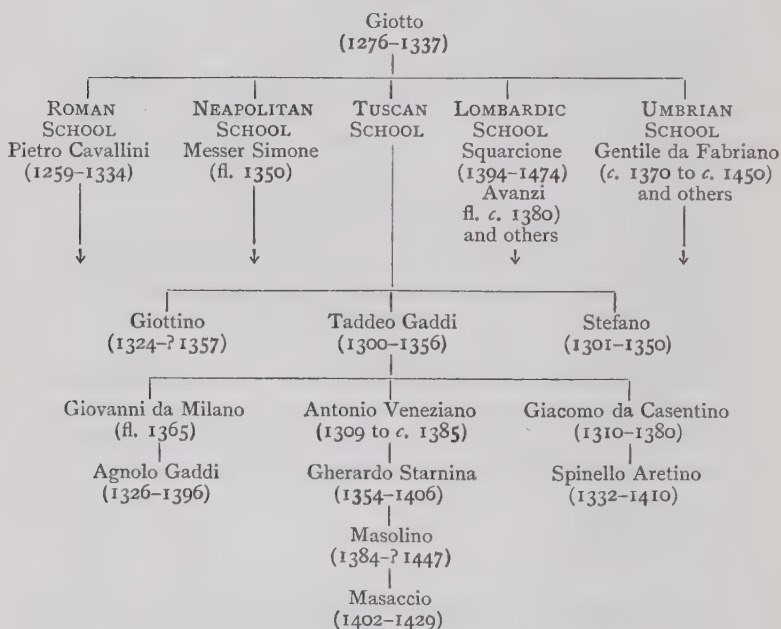 Giotto
(1276–1337)
ROMAN
SCHOOL
Pietro Cavallini
(1259–1334)
NEAPOLITAN
SCHOOL
Messer Simone
(fl. 1350)
TUSCAN
SCHOOL
LOMBARDIC
SCHOOL
Squarcione
(1394–1474)
Avanzi
fl. c. 1380)
and others
UMBRIAN
SCHOOL
Gentile da Fabriano
(c. 1370 to c. 1450)
and others
Giottino
(1324–? 1357)
Taddeo Gaddi
(1300–1356)
Stefano
(1301–1350)
Giovanni da Milano
(fl. 1365)
Agnolo Gaddi
(1326–1396)
Antonio Veneziano
(1309 to c. 1385)
Gherardo Starnina
(1354–1406)
Masolino
(1384–? 1447)
Masaccio
(1402–1429)
Giacomo da Casentino
(1310–1380)
Spinello Aretino
(1332–1410)